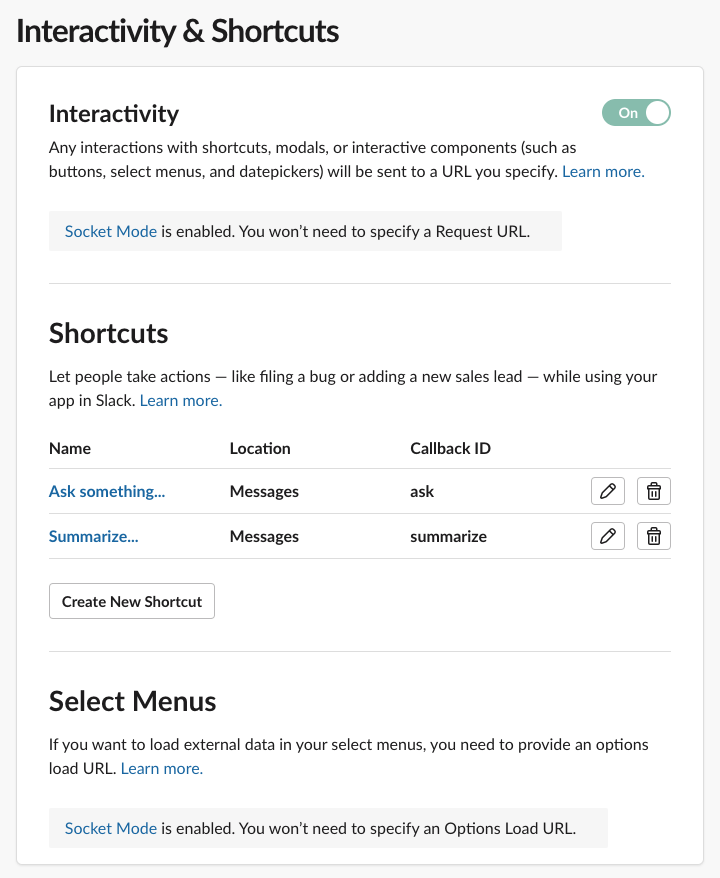 Interactivity & Shortcuts
Interactivity
On
Any interactions with shortcuts, modals, or interactive components (such as
buttons, select menus, and datepickers) will be sent to a URL you specify. Learn more.
Socket Mode is enabled. You won’t need to specify a Request URL.
Shortcuts
Let people take actions — like filing a bug or adding a new sales lead — while using your
app in Slack. Learn more.
Name Location Callback ID
Ask something... Messages ask
Summarize... Messages summarize
Create New Shortcut
Select Menus
If you want to load external data in your select menus, you need to provide an options
load URL. Learn more.
Socket Mode is enabled. You won’t need to specify an Options Load URL.